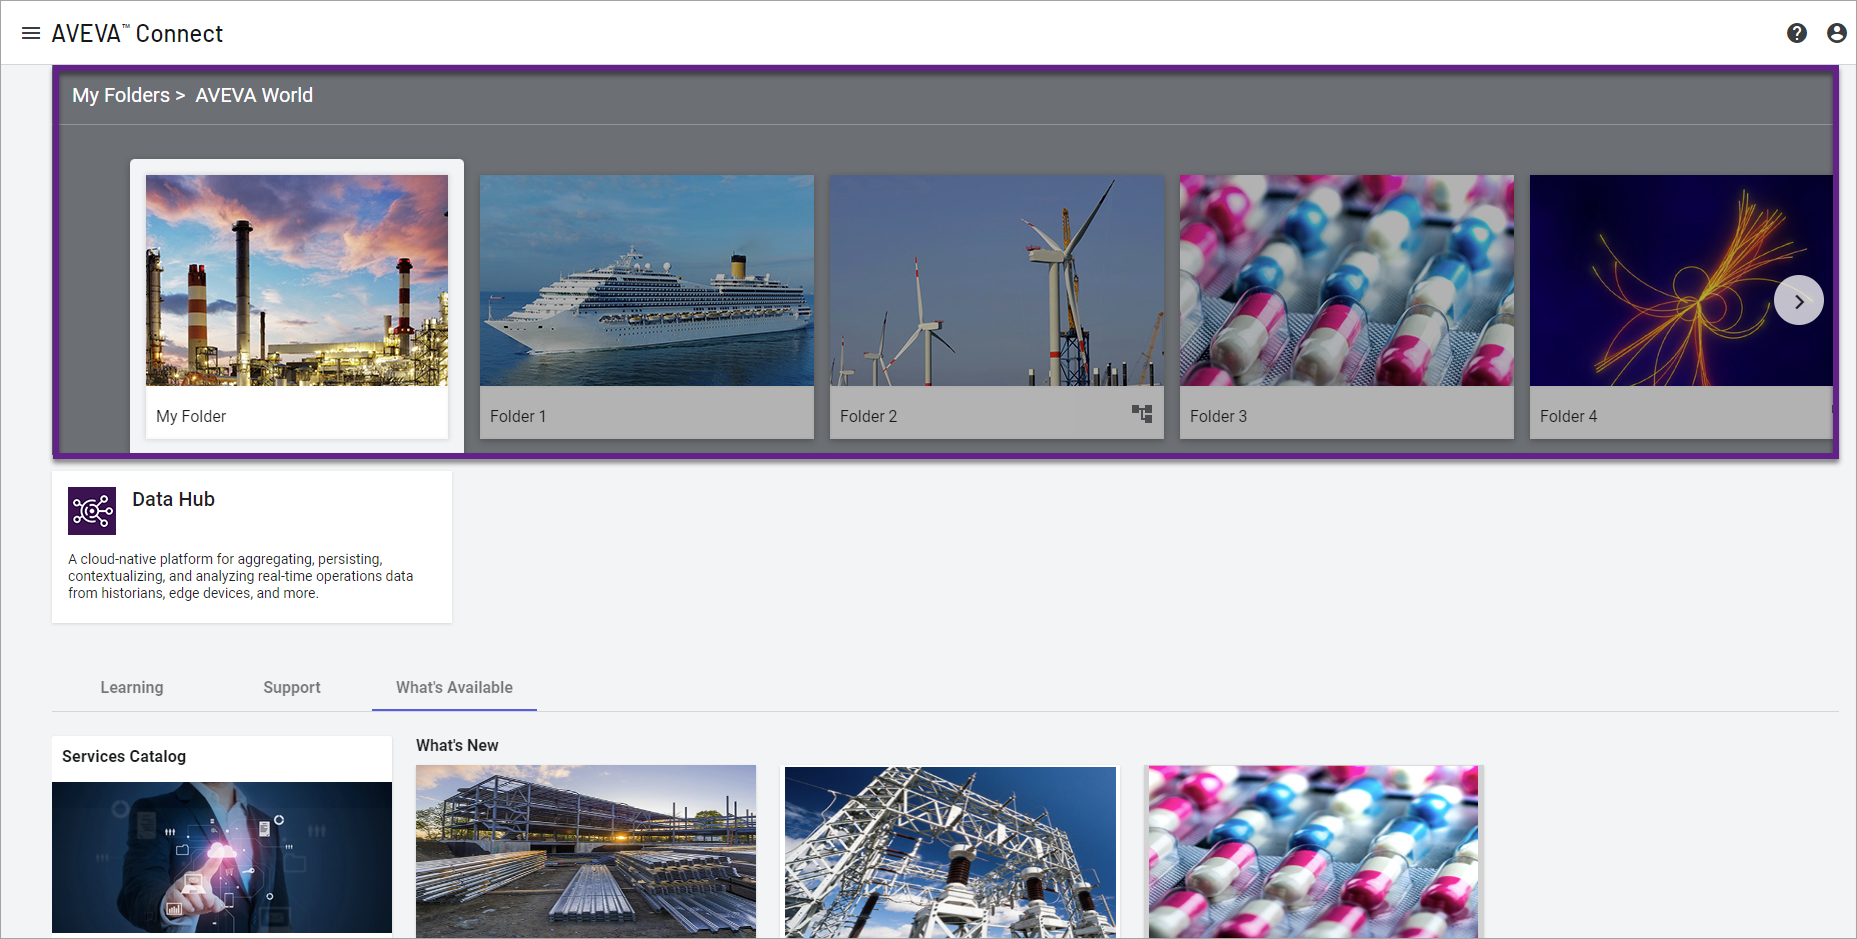 AVEVA™ Connect
My Folders > AVEVA World
My Folder
Folder 1
Folder 2
Folder 3
Folder 4
Data Hub
A cloud-native platform for aggregating, persisting,
contextualizing, and analyzing real-time operations data
from historians, edge devices, and more.
Learning
Support
What's Available
Services Catalog
What's New